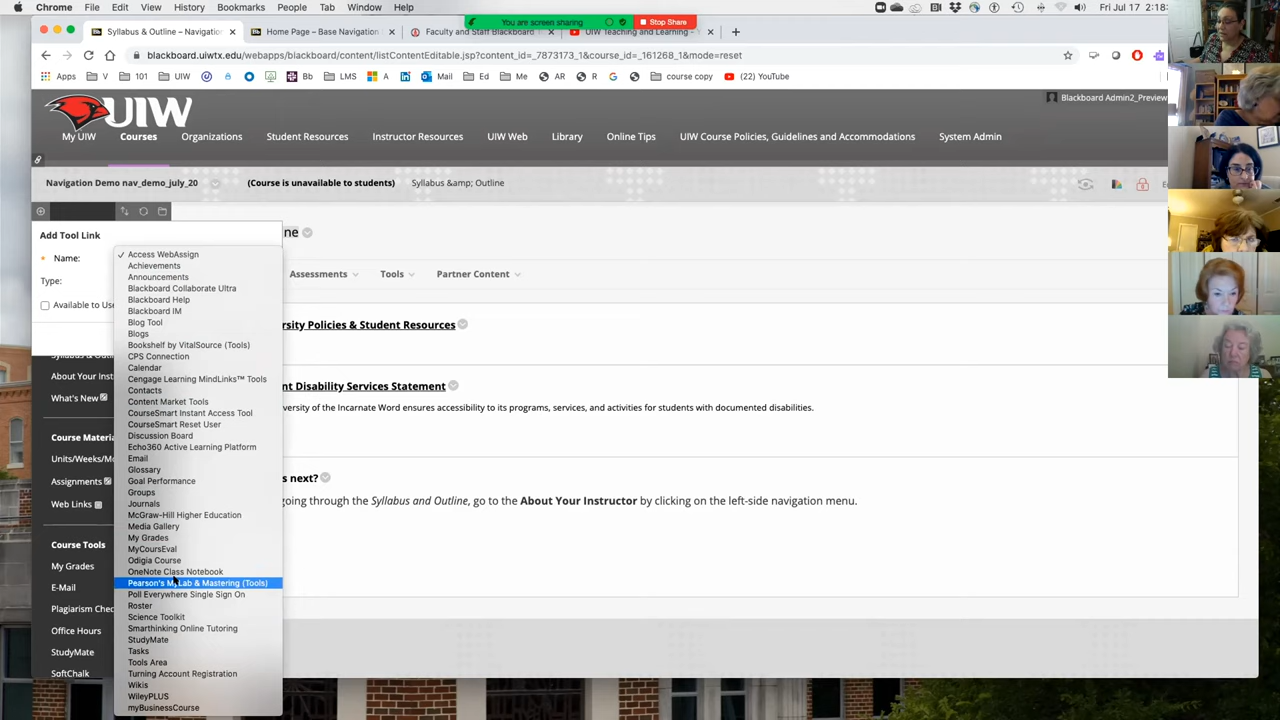 Chrome File Edit View History Bookmarks People Tab Window Help
You are screen sharing Stop Share
Fri Jul 17 2:18
Syllabus & Outline – Navigatio
Home Page – Base Navigation
Faculty and Staff Blackboard
UIW Teaching and Learning -
blackboard.uiwtx.edu/webapps/blackboard/content/listContentEditable.jsp?content_id=_7873173_1&course_id=_161268_1&mode=reset
Apps V 101 UIW Bb LMS A Mail Ed Me AR R course copy (22) YouTube
UIW
Blackboard Admin2_Preview
My UIW Courses Organizations Student Resources Instructor Resources UIW Web Library Online Tips UIW Course Policies, Guidelines and Accommodations System Admin
Navigation Demo nav_demo_july_20 (Course is unavailable to students) Syllabus &amp; Outline
Add Tool Link
Name:
Type:
Available to Use
Access WebAssign
Achievements
Announcements
Blackboard Collaborate Ultra
Blackboard Help
Blackboard IM
Blog Tool
Blogs
Bookshelf by VitalSource (Tools)
CPS Connection
Calendar
Cengage Learning MindLinks™ Tools
Contacts
Content Market Tools
CourseSmart Instant Access Tool
CourseSmart Reset User
Discussion Board
Echo360 Active Learning Platform
Email
Glossary
Goal Performance
Groups
Journals
McGraw-Hill Higher Education
Media Gallery
My Grades
MyCoursEval
Odigia Course
OneNote Class Notebook
Pearson's MyLab & Mastering (Tools)
Poll Everywhere Single Sign On
Roster
Science Toolkit
Smarthinking Online Tutoring
StudyMate
Tasks
Tools Area
Turning Account Registration
Wikis
WileyPLUS
myBusinessCourse
Syllabus & Outli
About Your Inst
What's New
Course Materia
Units/Weeks/Mo
Assignments
Web Links
Course Tools
My Grades
E-Mail
Plagiarism Chec
Office Hours
StudyMate
SoftChalk
ne
Assessments Tools Partner Content
rsity Policies & Student Resources
nt Disability Services Statement
versity of the Incarnate Word ensures accessibility to its programs, services, and activities for students with documented disabilities.
s next?
going through the Syllabus and Outline, go to the About Your Instructor by clicking on the left-side navigation menu.